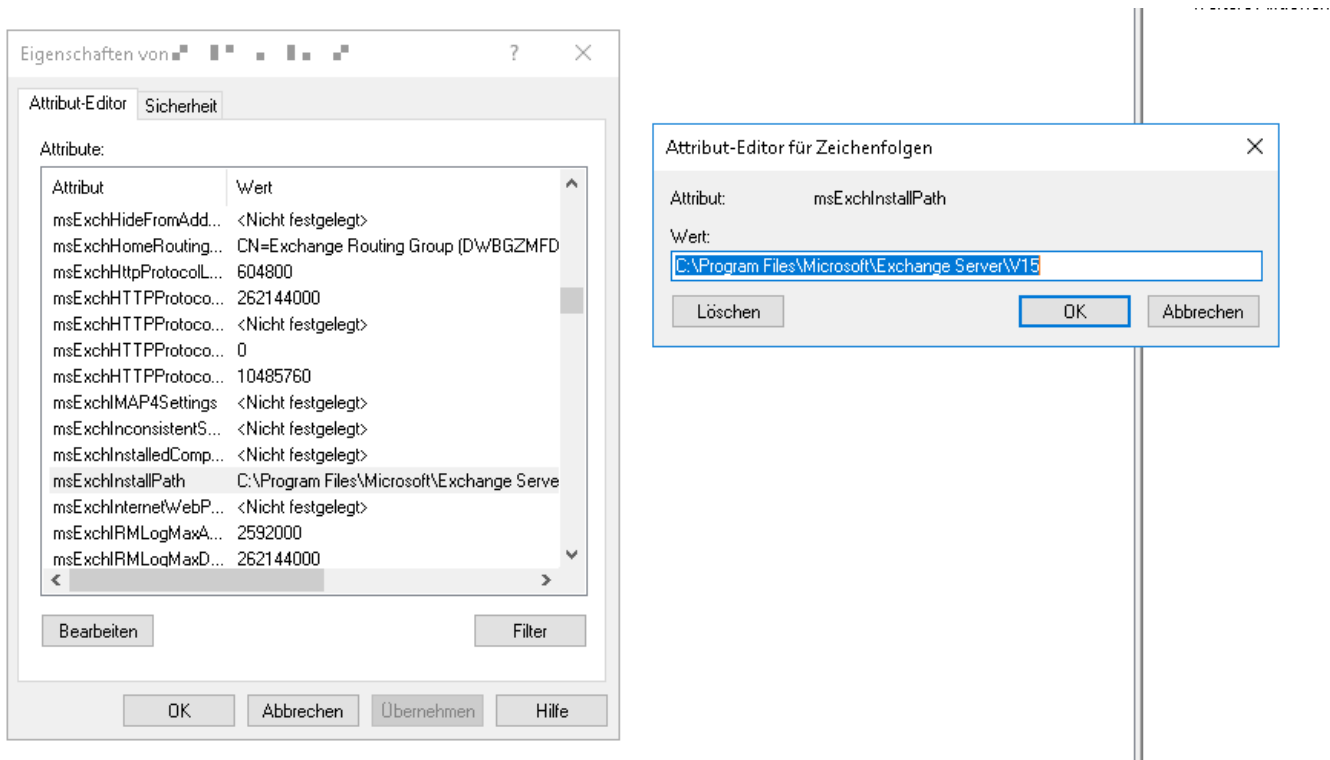 Eigenschaften von
?
Attribut-Editor Sicherheit
Attribute:
Attribut Wert
msExchHideFromAdd... <Nicht festgelegt>
msExchHomeRouting... CN=Exchange Routing Group (DWBGZMFD
msExchHttpProtocolL... 604800
msExchHTTPProtoco... 262144000
msExchHTTPProtoco... <Nicht festgelegt>
msExchHTTPProtoco... 0
msExchHTTPProtoco... 10485760
msExchIMAP4Settings <Nicht festgelegt>
msExchInconsistentS... <Nicht festgelegt>
msExchInstalledComp... <Nicht festgelegt>
msExchInstallPath C:\Program Files\Microsoft\Exchange Serve
msExchInternetWebP... <Nicht festgelegt>
msExchIRMLogMaxA... 2592000
msExchIRMLogMaxD... 262144000
Bearbeiten Filter
OK Abbrechen Übernehmen Hilfe
Attribut-Editor für Zeichenfolgen
Attribut: msExchInstallPath
Wert:
C:\Program Files\Microsoft\Exchange Server\V15
Löschen OK Abbrechen